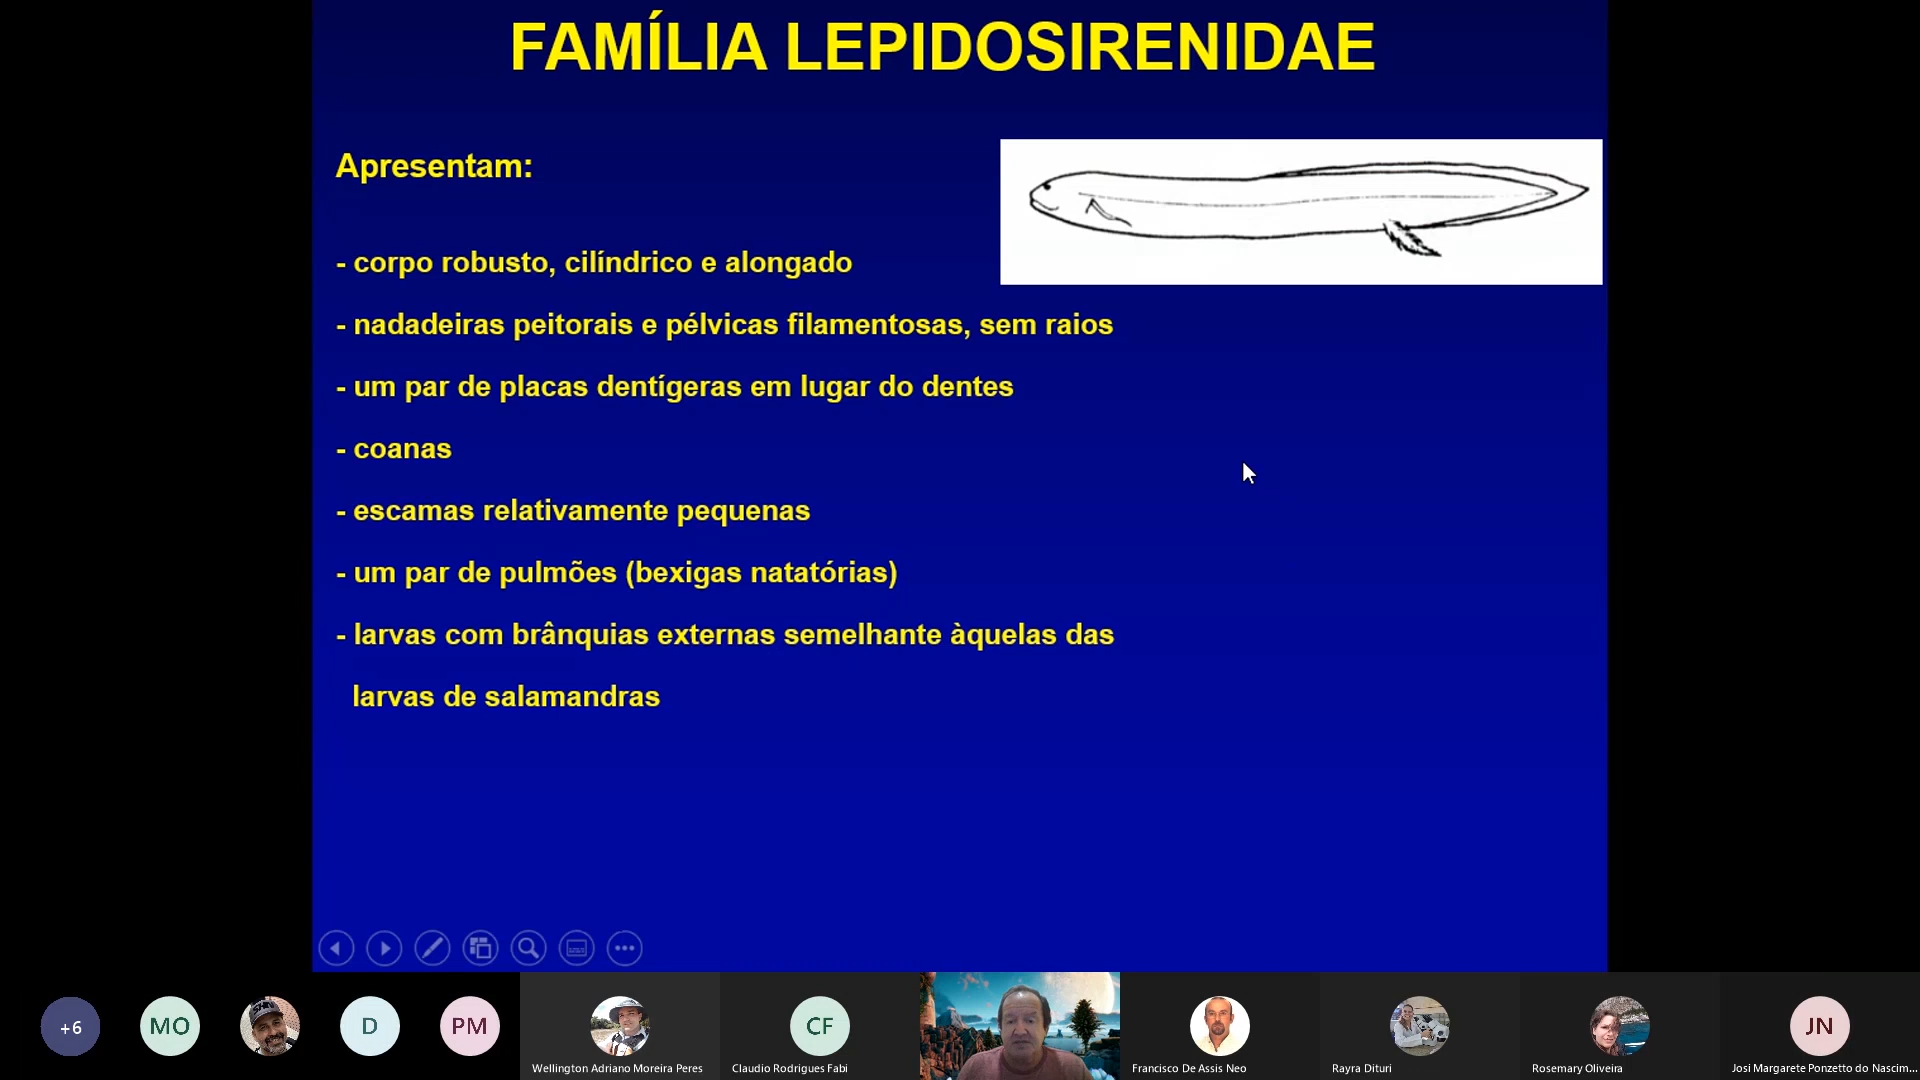 FAMÍLIA LEPIDOSIRENIDAE
Apresentam:
- corpo robusto, cilíndrico e alongado
- nadadeiras peitorais e pélvicas filamentosas, sem raios
- um par de placas dentígeras em lugar do dentes
- coanas
- escamas relativamente pequenas
- um par de pulmões (bexigas natatórias)
- larvas com brânquias externas semelhante àquelas das
larvas de salamandras
+6
MO
D
PM
CF
JN
Wellington Adriano Moreira Peres
Claudio Rodrigues Fabi
Francisco De Assis Neo
Rayra Dituri
Rosemary Oliveira
Josi Margarete Ponzetto do Nascim...